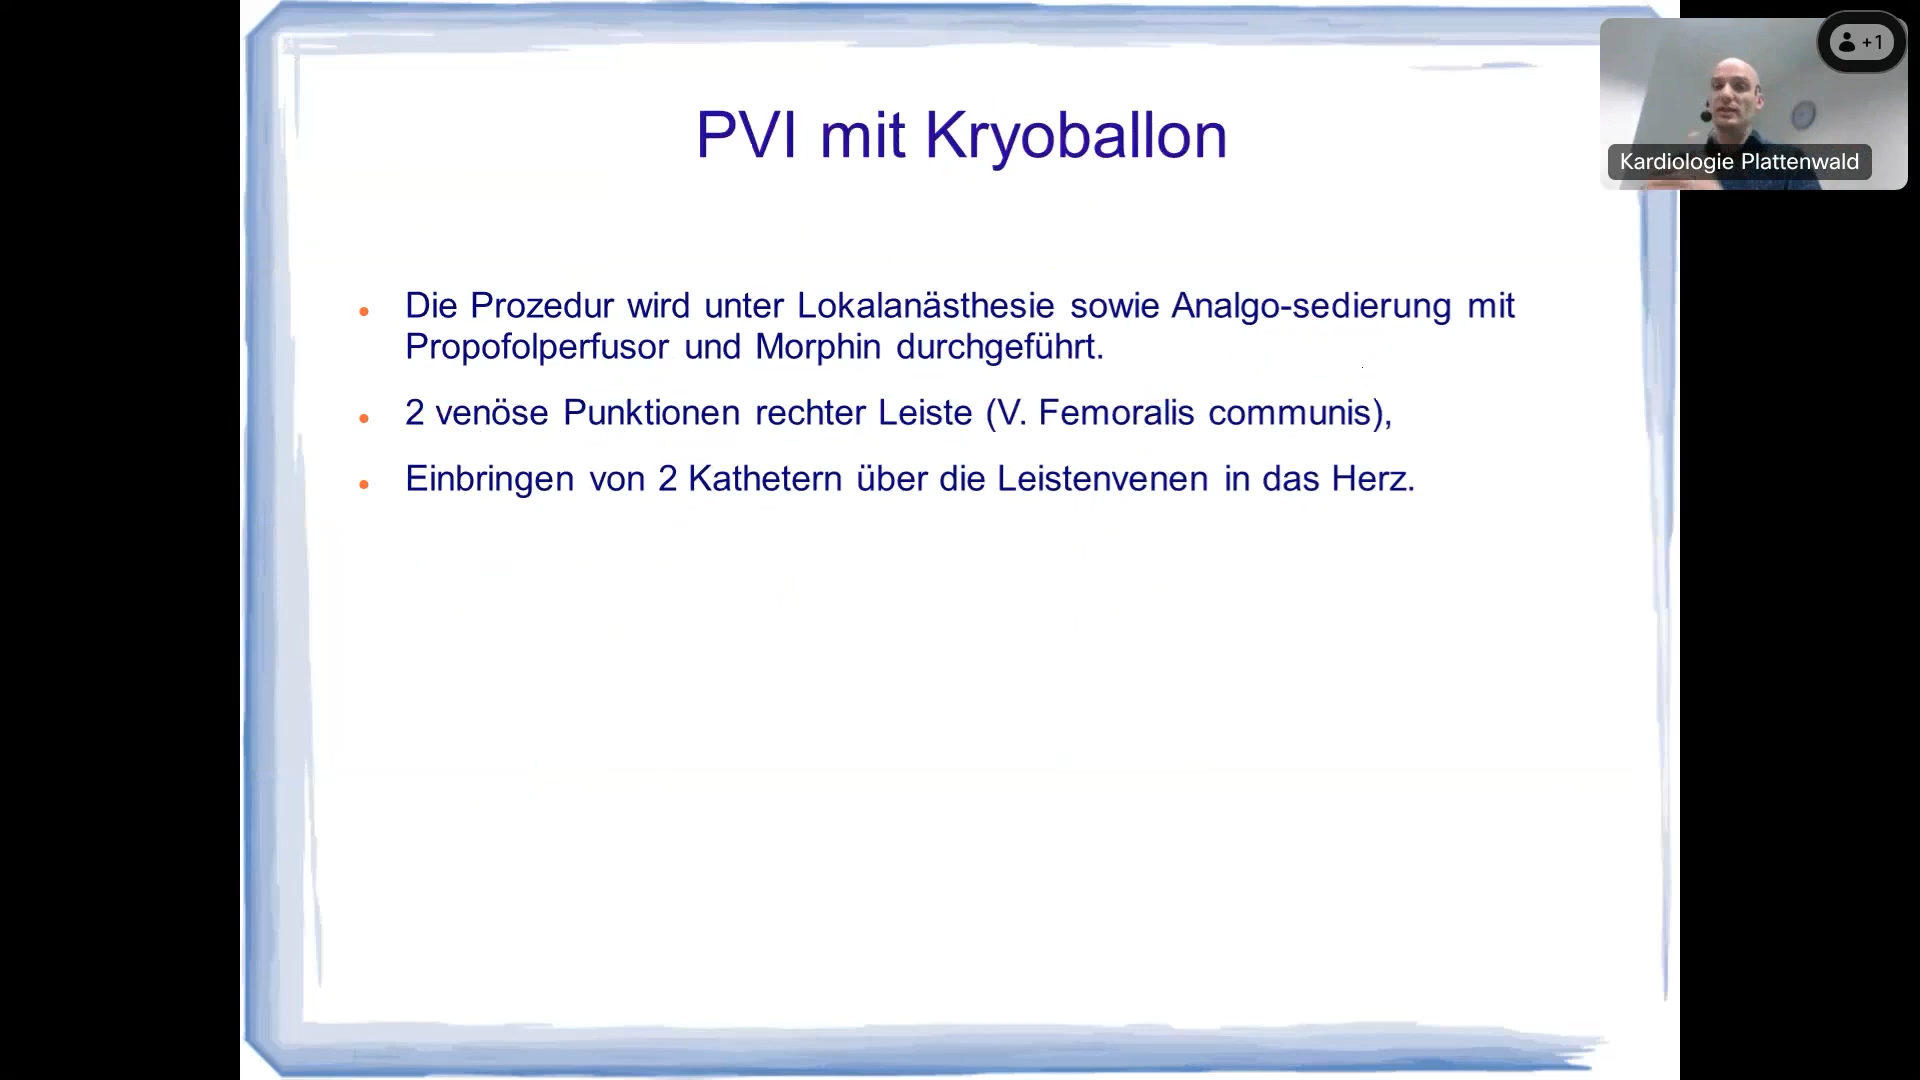 PVI mit Kryoballon
+1
Kardiologie Plattenwald
Die Prozedur wird unter Lokalanästhesie sowie Analgo-sedierung mit
Propofolperfusor und Morphin durchgeführt.
2 venöse Punktionen rechter Leiste (V. Femoralis communis),
Einbringen von 2 Kathetern über die Leistenvenen in das Herz.